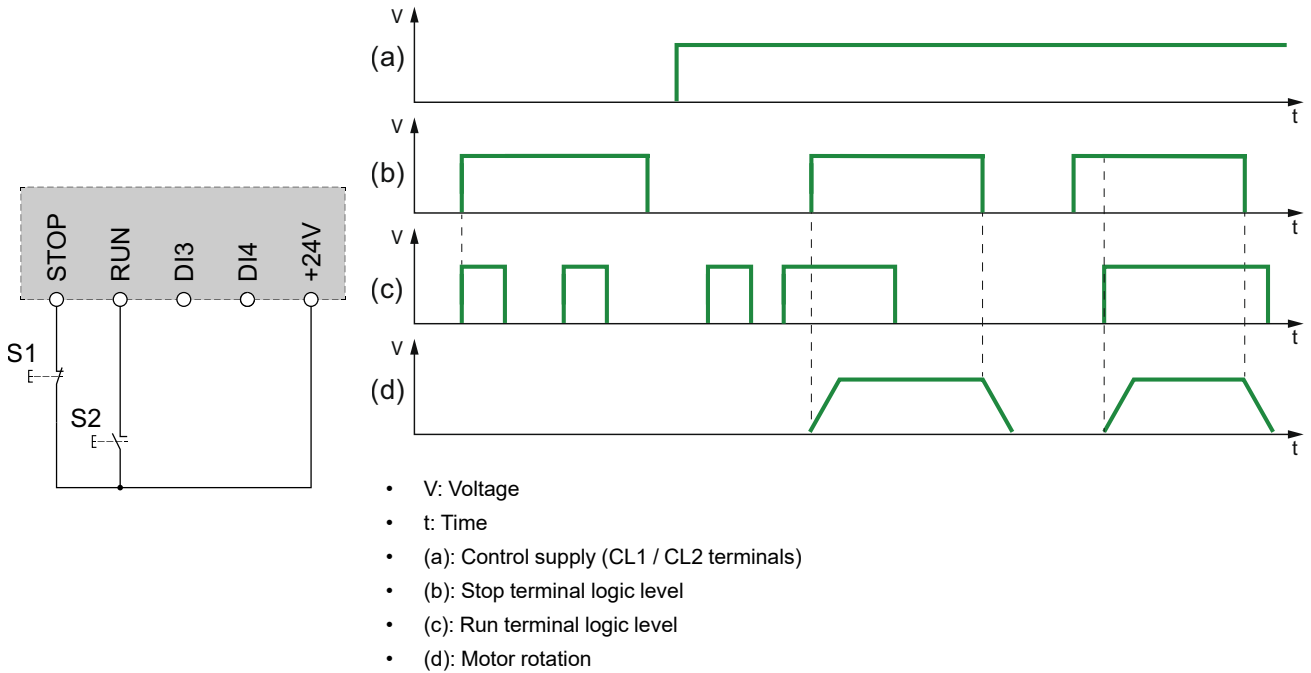 V
(a)
t
V
(b)
t
V
(c)
t
V
(d)
t
STOP
RUN
DI3
DI4
+24V
S1
S2
• V: Voltage
• t: Time
• (a): Control supply (CL1 / CL2 terminals)
• (b): Stop terminal logic level
• (c): Run terminal logic level
• (d): Motor rotation